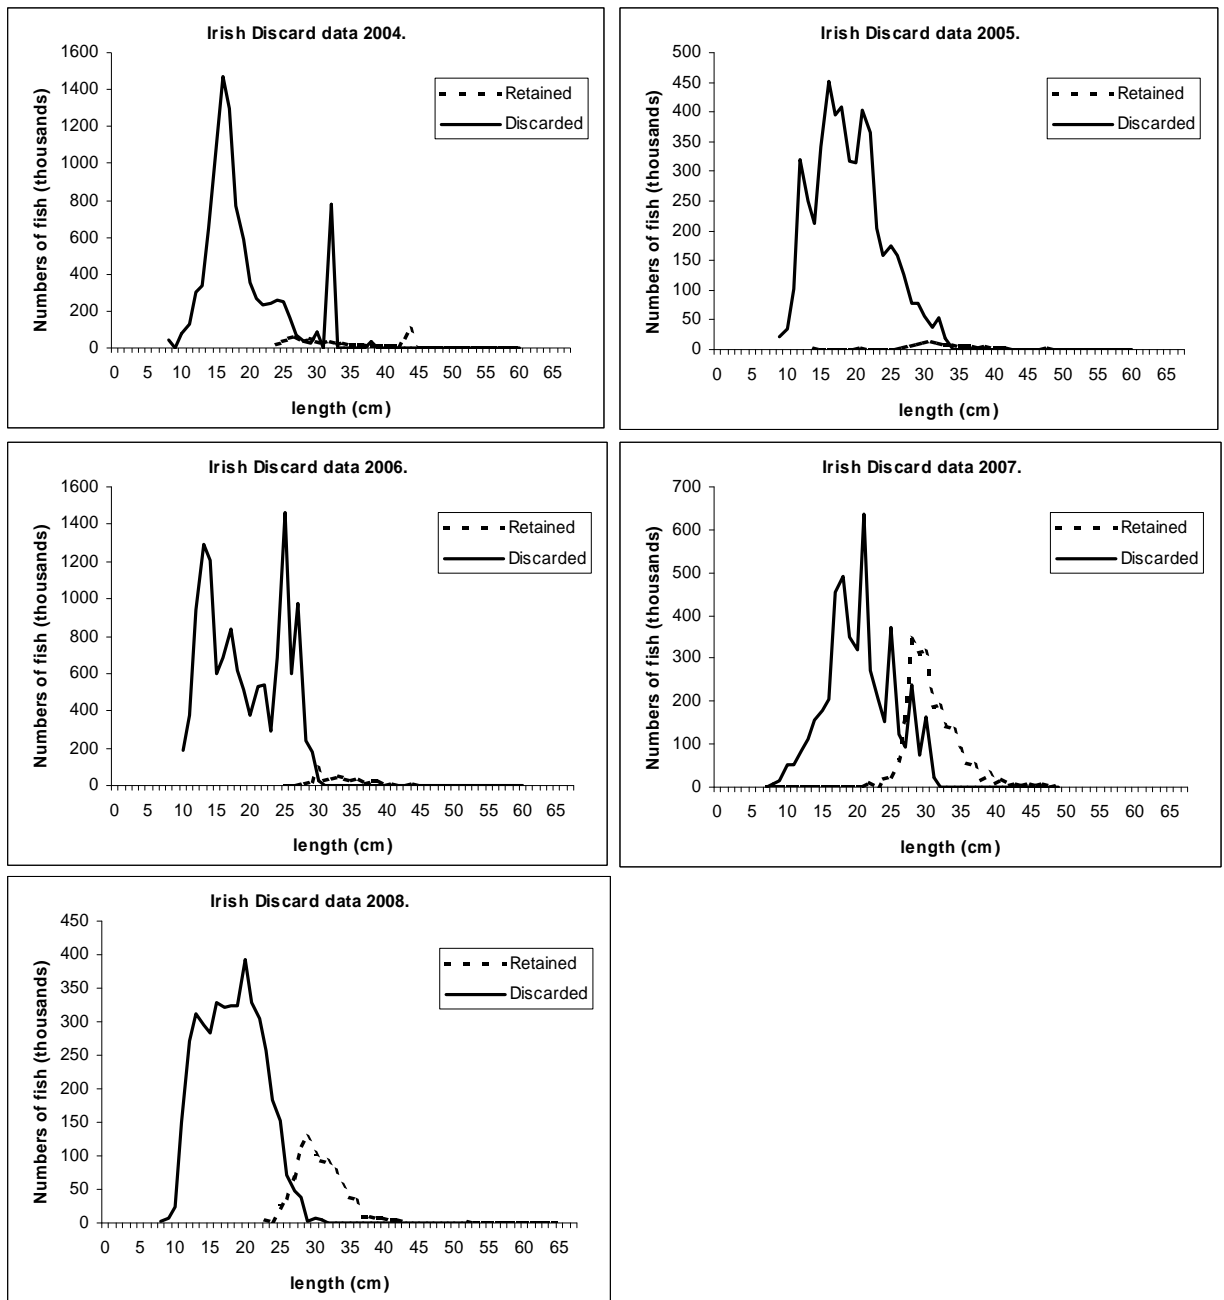 Irish Discard data 2004.
1600
1400
1200
1000
800
600
400
200
0
Numbers of fish (thousands)
Retained
Discarded
0 5 10 15 20 25 30 35 40 45 50 55 60 65
length (cm)
Irish Discard data 2005.
500
450
400
350
300
250
200
150
100
50
0
Numbers of fish (thousands)
Retained
Discarded
0 5 10 15 20 25 30 35 40 45 50 55 60 65
length (cm)
Irish Discard data 2006.
1600
1400
1200
1000
800
600
400
200
0
Numbers of fish (thousands)
Retained
Discarded
0 5 10 15 20 25 30 35 40 45 50 55 60 65
length (cm)
Irish Discard data 2007.
700
600
500
400
300
200
100
0
Numbers of fish (thousands)
Retained
Discarded
0 5 10 15 20 25 30 35 40 45 50 55 60 65
length (cm)
Irish Discard data 2008.
450
400
350
300
250
200
150
100
50
0
Numbers of fish (thousands)
Retained
Discarded
0 5 10 15 20 25 30 35 40 45 50 55 60 65
length (cm)